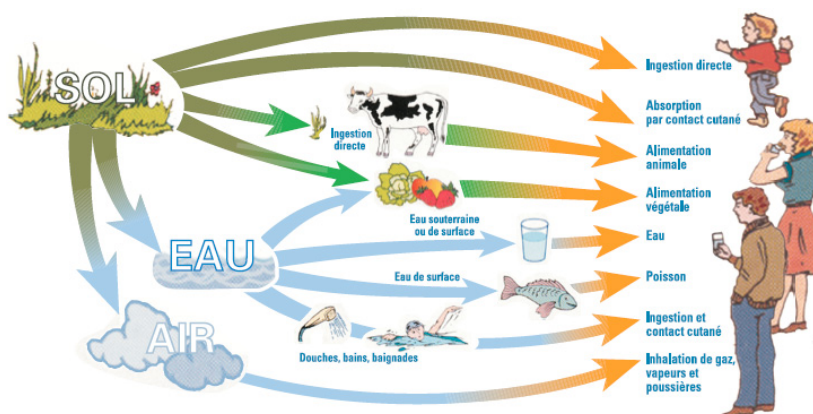 SOL
Ingestion directe
Absorption
par contact cutané
Ingestion
directe
Alimentation
animale
Alimentation
végétale
Eau souterraine
ou de surface
Eau
EAU
Eau de surface
Poisson
AIR
Douches, bains, baignades
Ingestion et
contact cutané
Inhalation de gaz,
vapeurs et
poussières